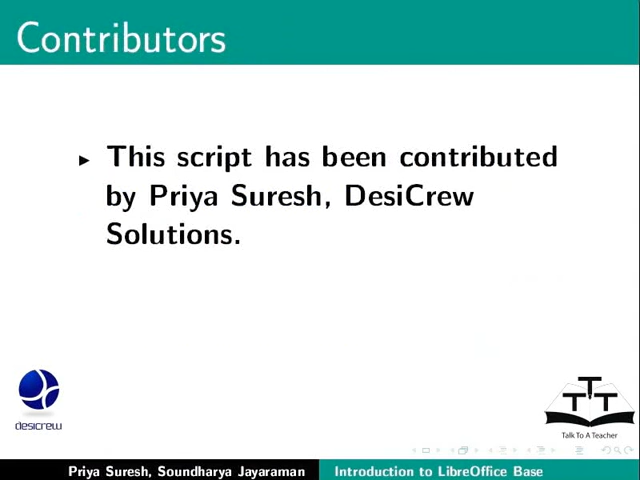 Contributors
This script has been contributed
by Priya Suresh, DesiCrew
Solutions.
desicrew
TTT
Talk To A Teacher
Priya Suresh, Soundharya Jayaraman
Introduction to LibreOffice Base